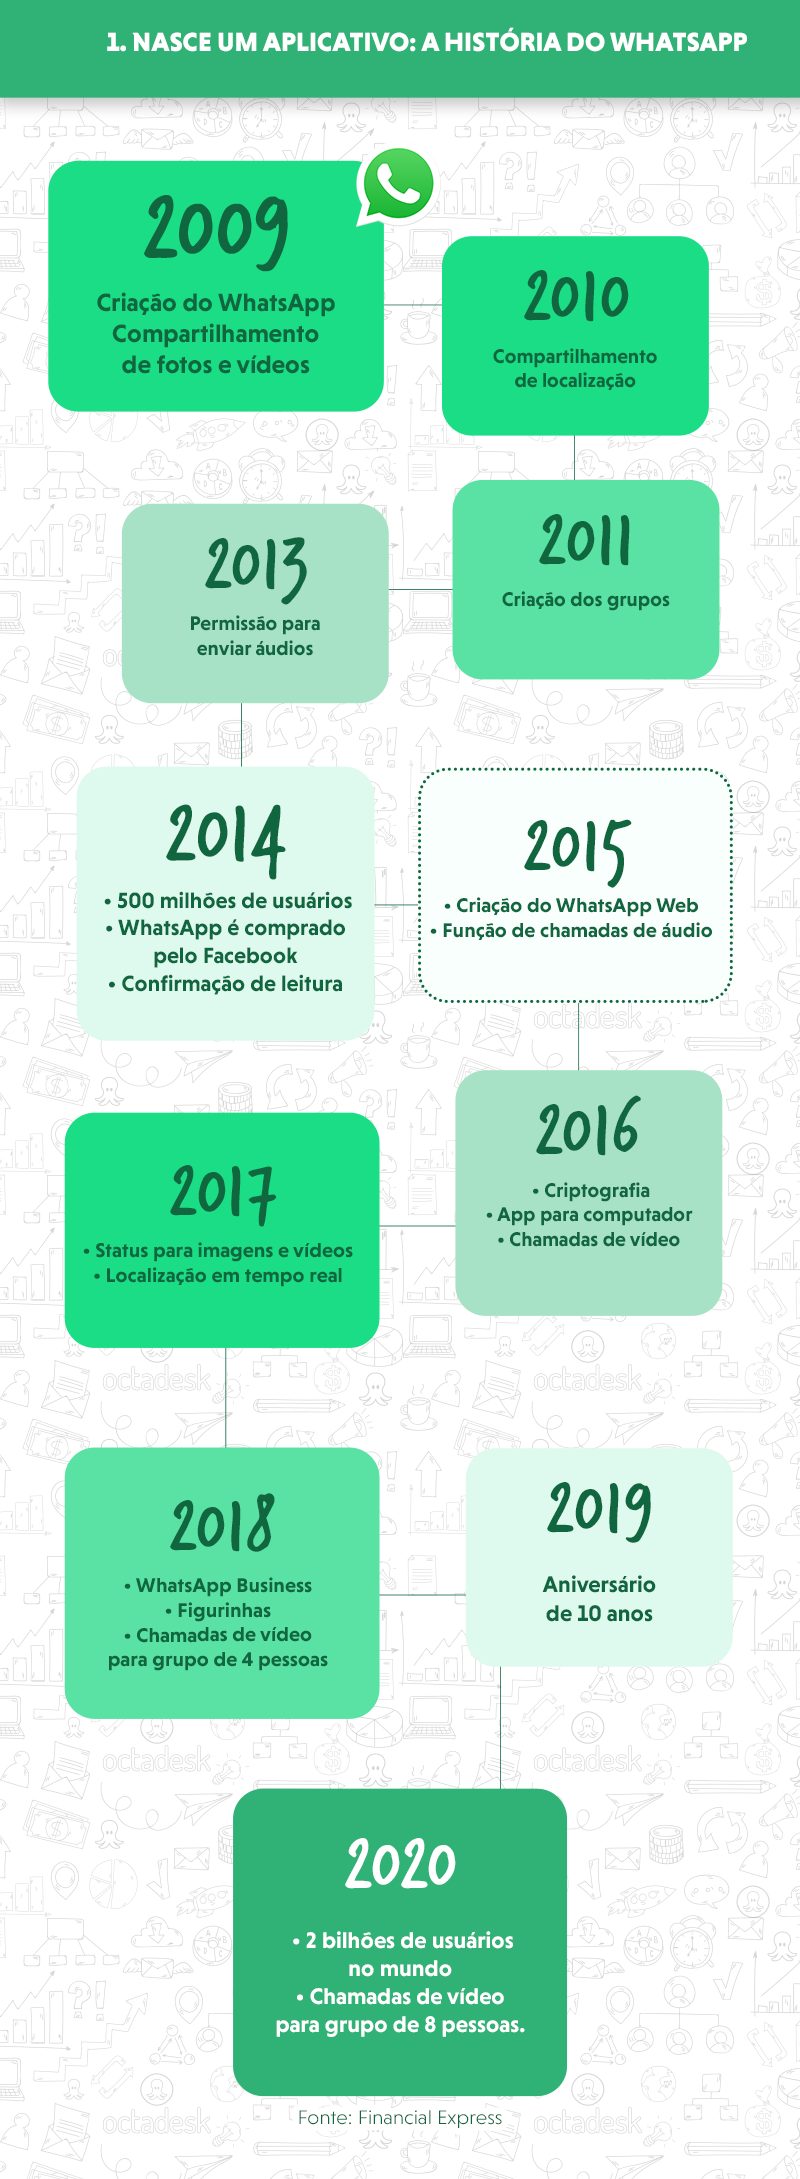 1. NASCE UM APLICATIVO: A HISTÓRIA DO WHATSAPP
2009
Criação do WhatsApp
Compartilhamento
de fotos e vídeos
2010
Compartilhamento
de localização
2011
Criação dos grupos
2013
Permissão para
enviar áudios
2014
• 500 milhões de usuários
• WhatsApp é comprado
pelo Facebook
• Confirmação de leitura
2015
• Criação do WhatsApp Web
• Função de chamadas de áudio
octadesk
2016
• Criptografia
• App para computador
• Chamadas de vídeo
2017
• Status para imagens e vídeos
• Localização em tempo real
octadesk
octadesk
2018
• WhatsApp Business
• Figurinhas
• Chamadas de vídeo
para grupo de 4 pessoas
2019
Aniversário
de 10 anos
octadesk
octadesk
2020
• 2 bilhões de usuários
no mundo
• Chamadas de vídeo
para grupo de 8 pessoas.
Fonte: Financial Express
octadesk
octadesk